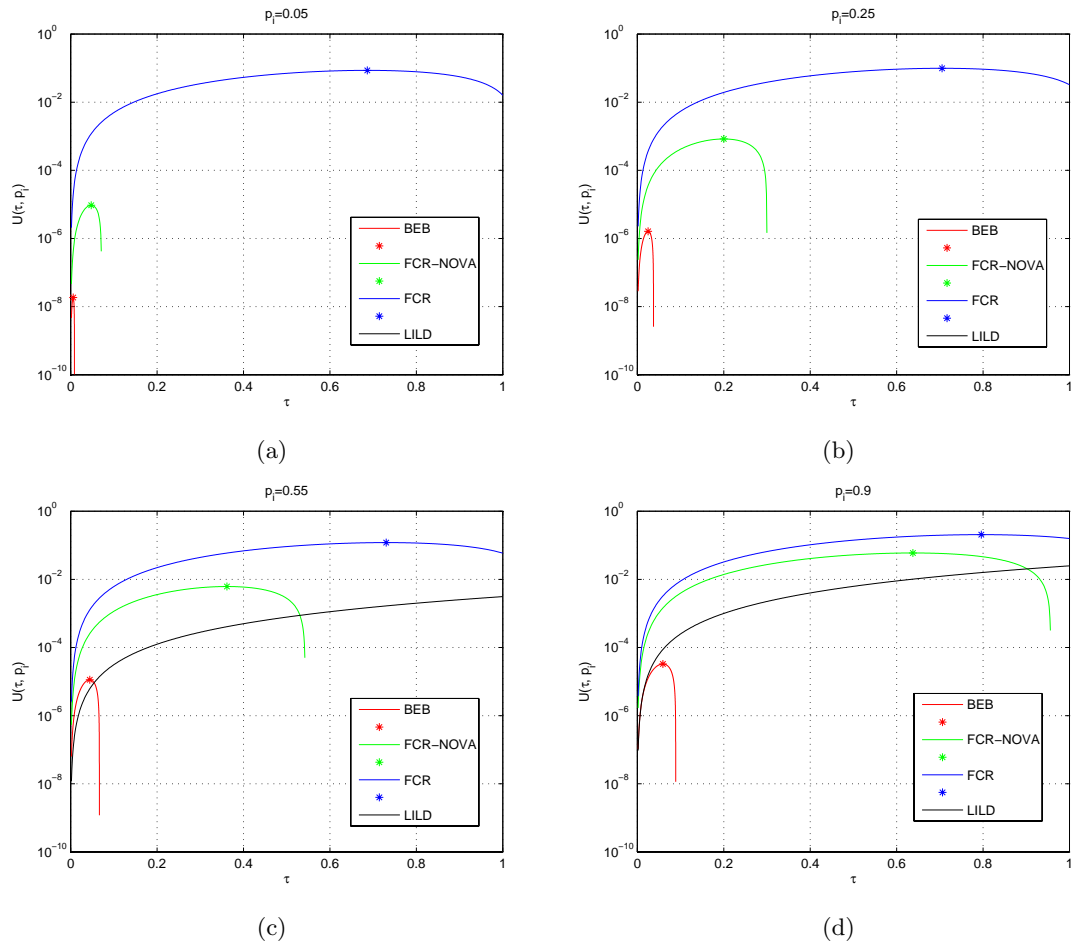 p_i=0.05
10^0
10^-2
10^-4
10^-6
10^-8
10^-10
U(τ, p_i)
0 0.2 0.4 0.6 0.8 1
τ
BEB
FCR−NOVA
FCR
LILD
(a)
p_i=0.25
10^0
10^-2
10^-4
10^-6
10^-8
10^-10
U(τ, p_i)
0 0.2 0.4 0.6 0.8 1
τ
BEB
FCR−NOVA
FCR
LILD
(b)
p_i=0.55
10^0
10^-2
10^-4
10^-6
10^-8
10^-10
U(τ, p_i)
0 0.2 0.4 0.6 0.8 1
τ
BEB
FCR−NOVA
FCR
LILD
(c)
p_i=0.9
10^0
10^-2
10^-4
10^-6
10^-8
10^-10
U(τ, p_i)
0 0.2 0.4 0.6 0.8 1
τ
BEB
FCR−NOVA
FCR
LILD
(d)